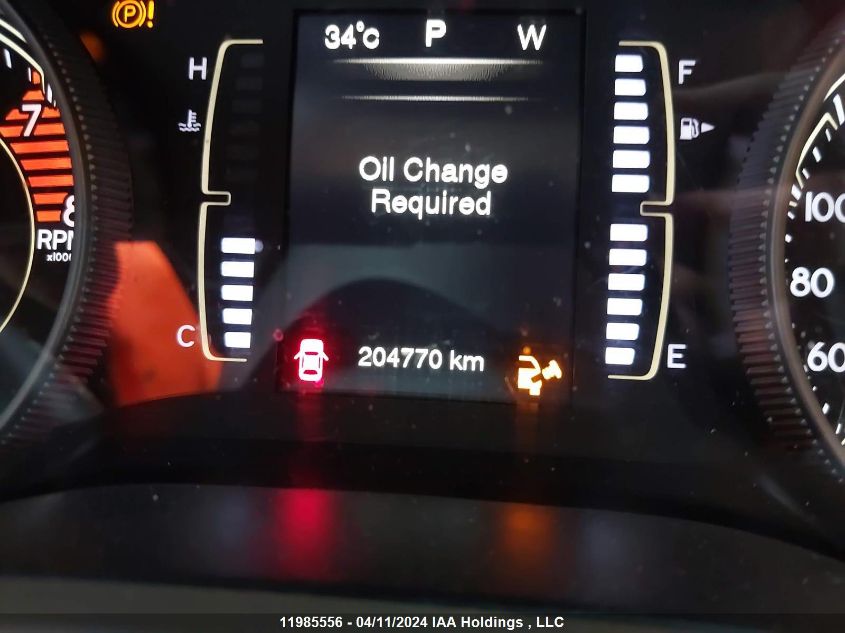 34°C P W
H
F
7
Oil Change
Required
8
RPM
x1000
100
80
C
204770 km
E
60
11985556 - 04/11/2024 IAA Holdings , LLC